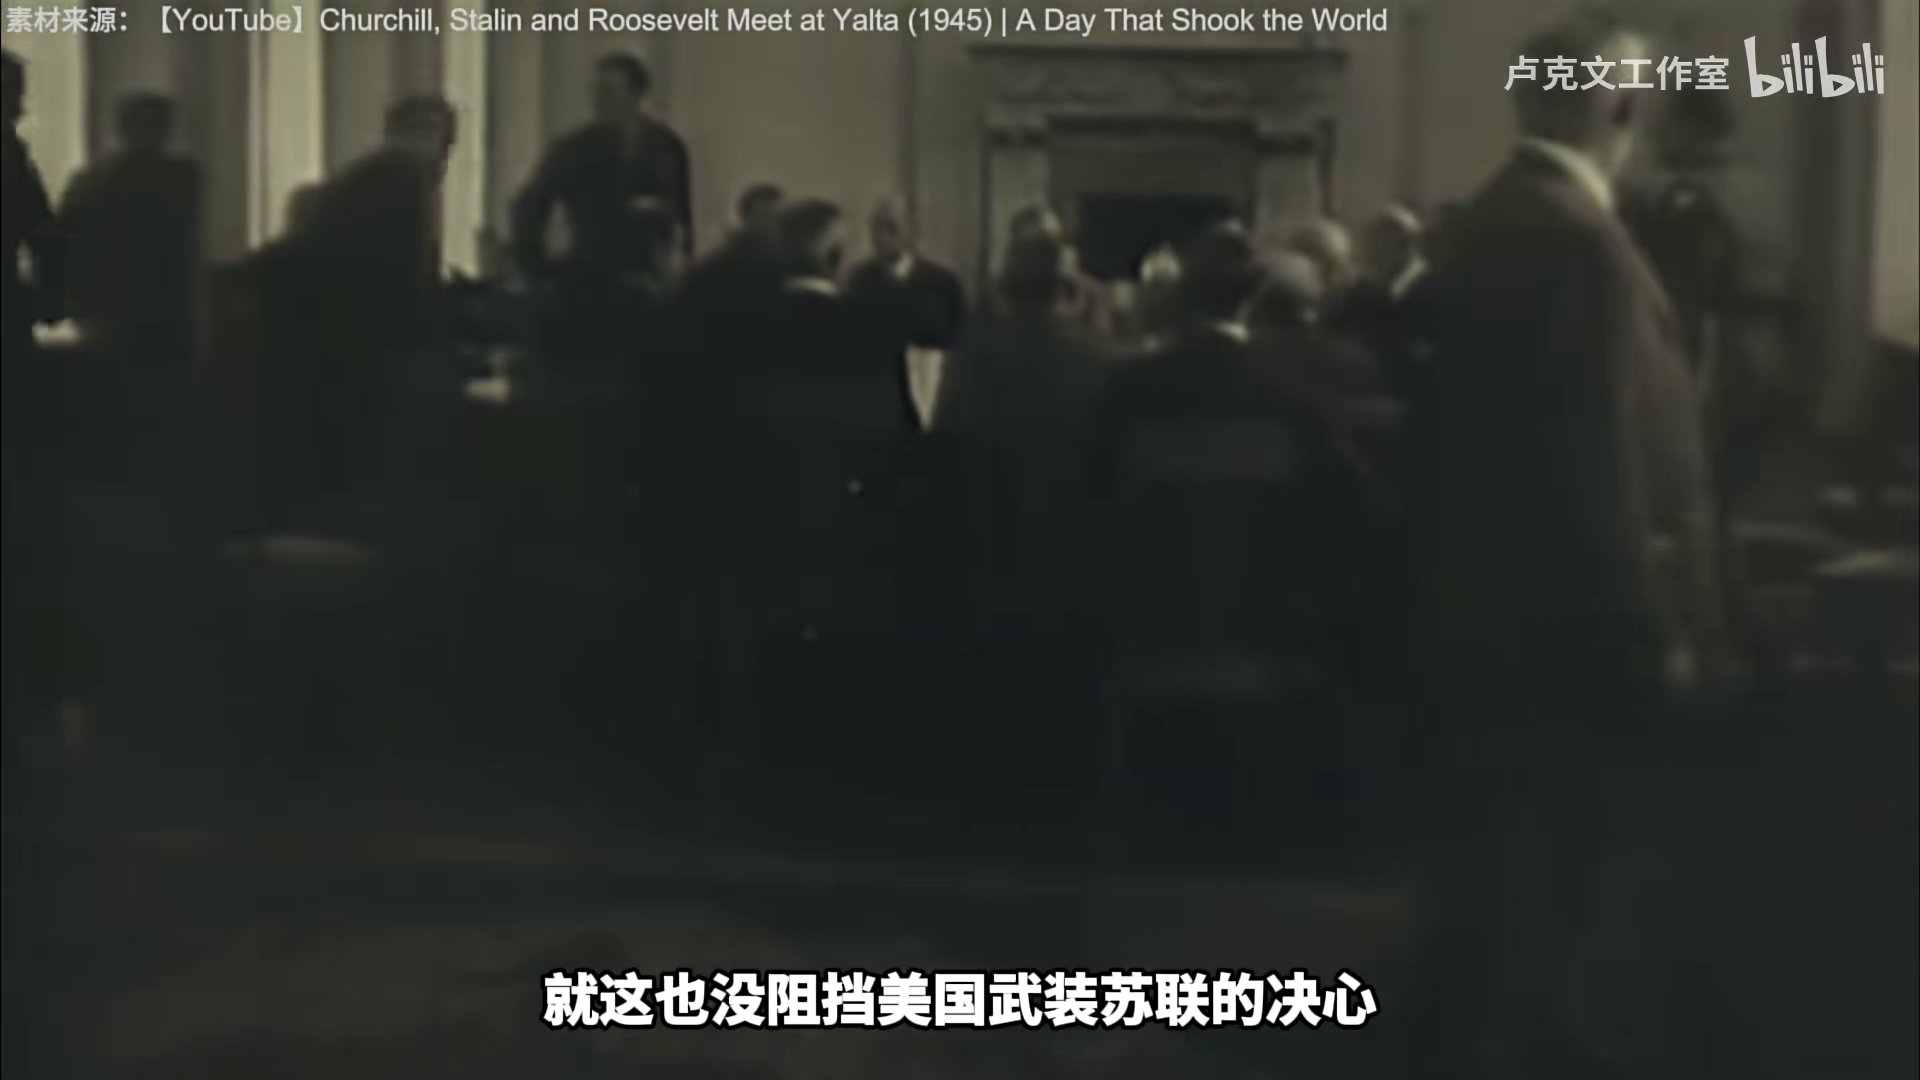 素材来源：【YouTube】Churchill, Stalin and Roosevelt Meet at Yalta (1945) | A Day That Shook the World
卢克文工作室 bilibili
就这也没阻挡美国武装苏联的决心